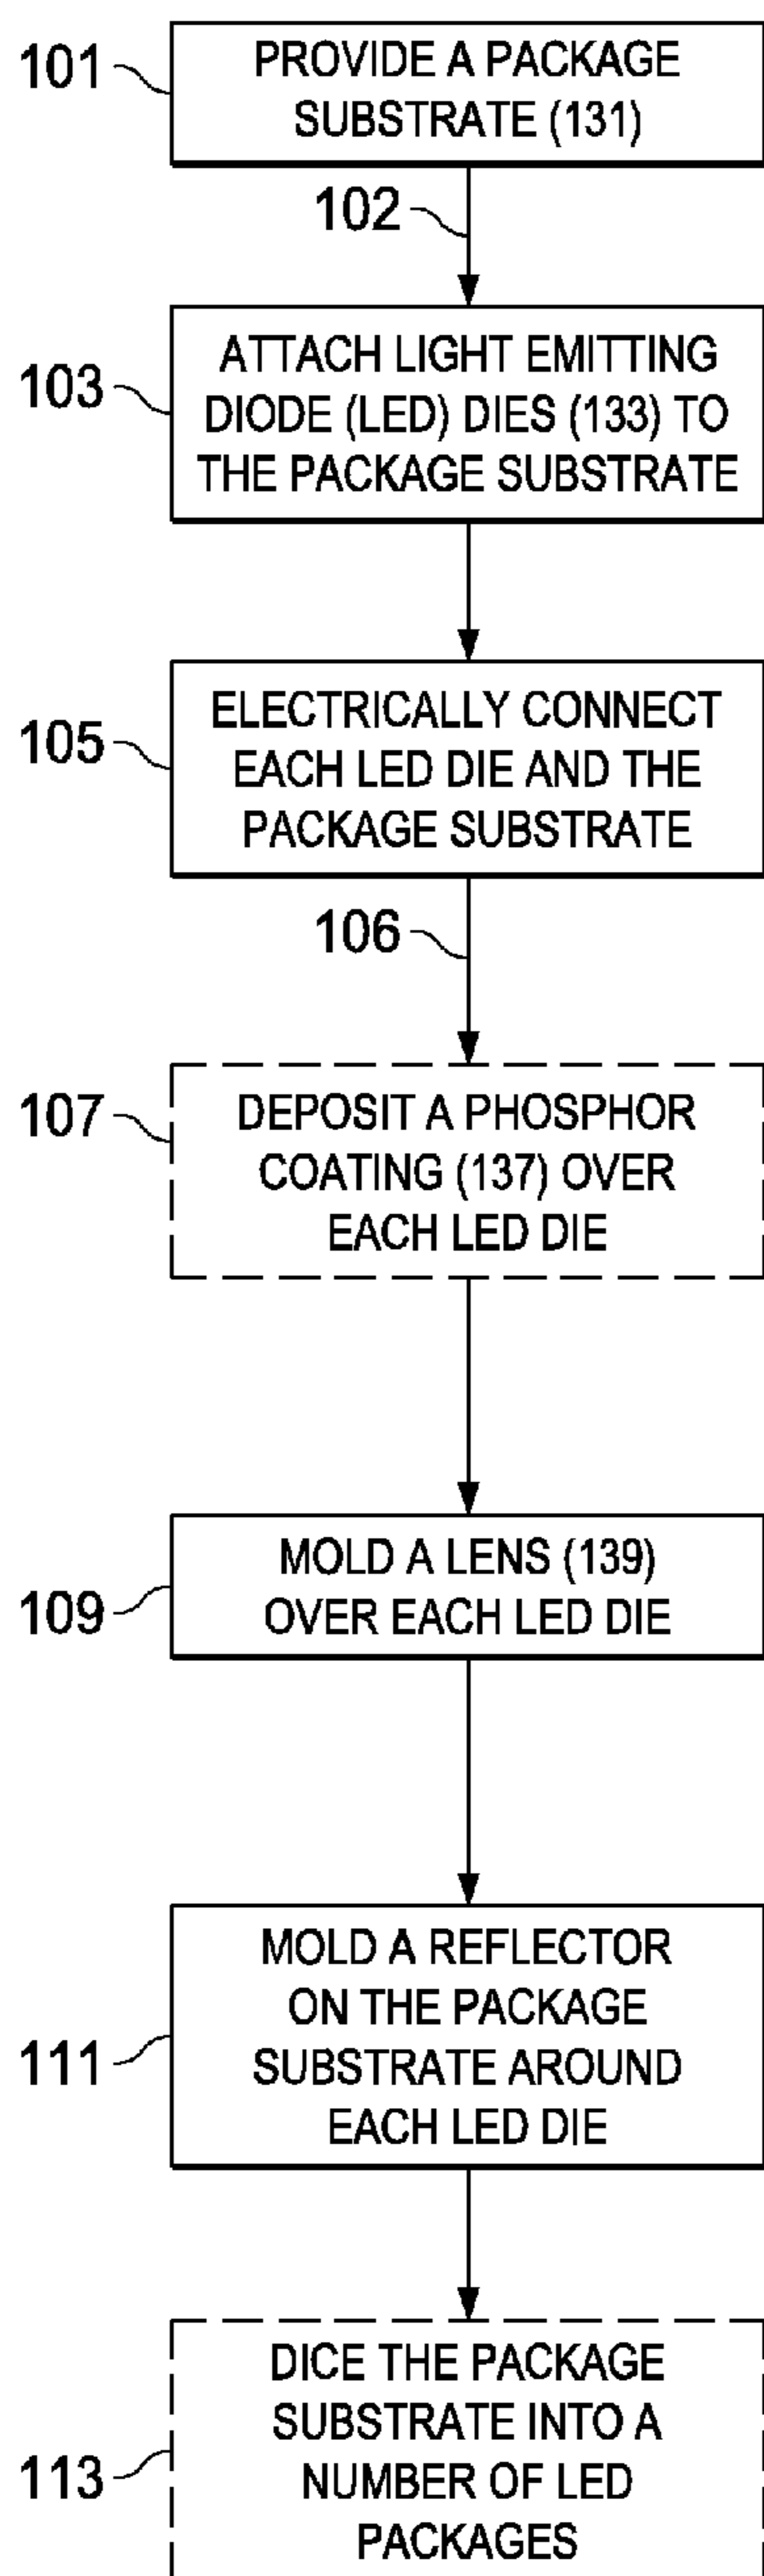 101
PROVIDE A PACKAGE
SUBSTRATE (131)
102
103
ATTACH LIGHT EMITTING
DIODE (LED) DIES (133) TO
THE PACKAGE SUBSTRATE
105
ELECTRICALLY CONNECT
EACH LED DIE AND THE
PACKAGE SUBSTRATE
106
107
DEPOSIT A PHOSPHOR
COATING (137) OVER
EACH LED DIE
109
MOLD A LENS (139)
OVER EACH LED DIE
111
MOLD A REFLECTOR
ON THE PACKAGE
SUBSTRATE AROUND
EACH LED DIE
113
DICE THE PACKAGE
SUBSTRATE INTO A
NUMBER OF LED
PACKAGES